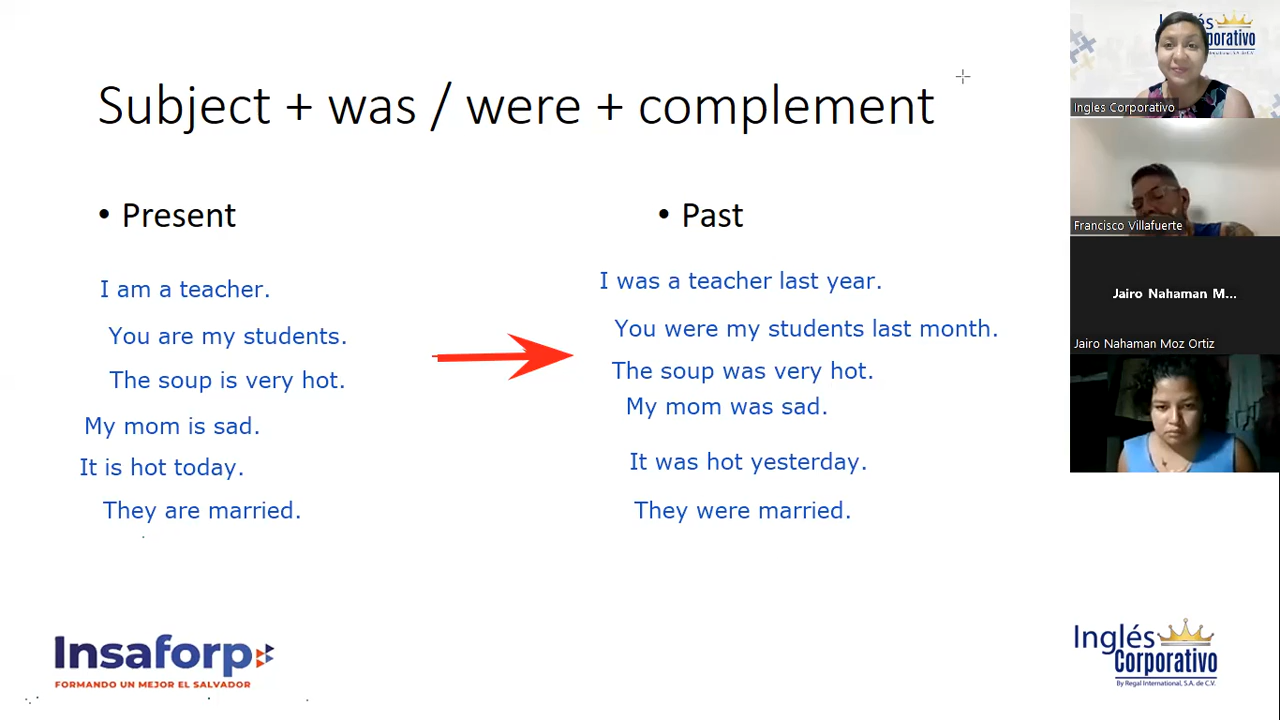 Subject + was / were + complement
• Present
I am a teacher.
You are my students.
The soup is very hot.
My mom is sad.
It is hot today.
They are married.
• Past
I was a teacher last year.
You were my students last month.
The soup was very hot.
My mom was sad.
It was hot yesterday.
They were married.
Insaforp
FORMANDO UN MEJOR EL SALVADOR
Inglés
Corporativo
By Regal International, S.A. de C.V.
Inglés
Corporativo
Ingles Corporativo
Francisco Villafuerte
Jairo Nahaman M...
Jairo Nahaman Moz Ortiz